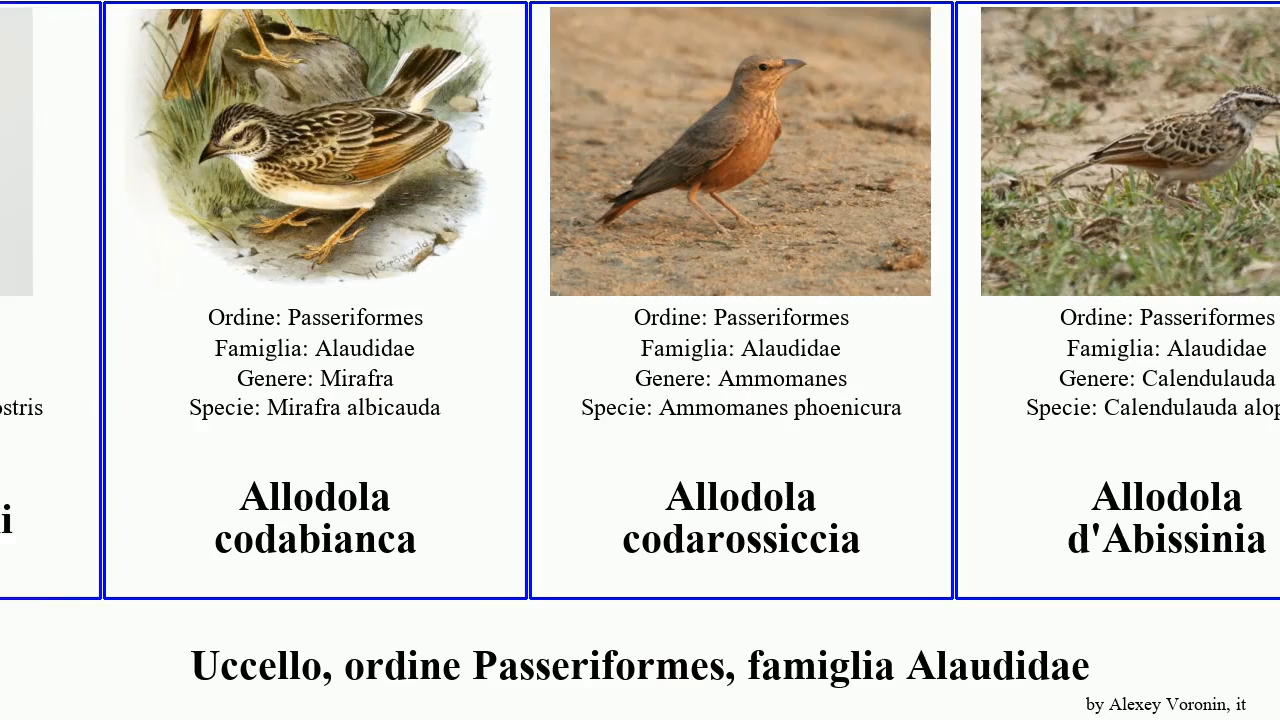 ostris
i
H Grönvold.
Ordine: Passeriformes
Famiglia: Alaudidae
Genere: Mirafra
Specie: Mirafra albicauda
Allodola
codabianca
Ordine: Passeriformes
Famiglia: Alaudidae
Genere: Ammomanes
Specie: Ammomanes phoenicura
Allodola
codarossiccia
Ordine: Passeriformes
Famiglia: Alaudidae
Genere: Calendulauda
Specie: Calendulauda alop
Allodola
d'Abissinia
Uccello, ordine Passeriformes, famiglia Alaudidae
by Alexey Voronin, it